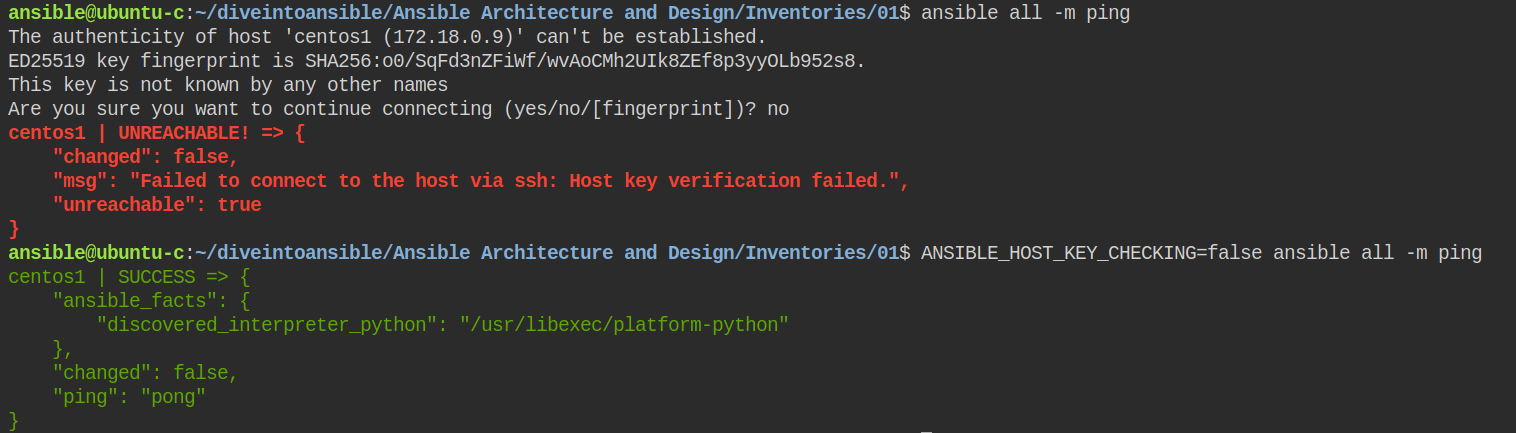 ansible@ubuntu-c:~/diveintoansible/Ansible Architecture and Design/Inventories/01$ ansible all -m ping
The authenticity of host 'centos1 (172.18.0.9)' can't be established.
ED25519 key fingerprint is SHA256:o0/SqFd3nZFiWf/wvAoCMh2UIk8ZEf8p3yyOLb952s8.
This key is not known by any other names
Are you sure you want to continue connecting (yes/no/[fingerprint])? no
centos1 | UNREACHABLE! => {
    "changed": false,
    "msg": "Failed to connect to the host via ssh: Host key verification failed.",
    "unreachable": true
}
ansible@ubuntu-c:~/diveintoansible/Ansible Architecture and Design/Inventories/01$ ANSIBLE_HOST_KEY_CHECKING=false ansible all -m ping
centos1 | SUCCESS => {
    "ansible_facts": {
        "discovered_interpreter_python": "/usr/libexec/platform-python"
    },
    "changed": false,
    "ping": "pong"
}